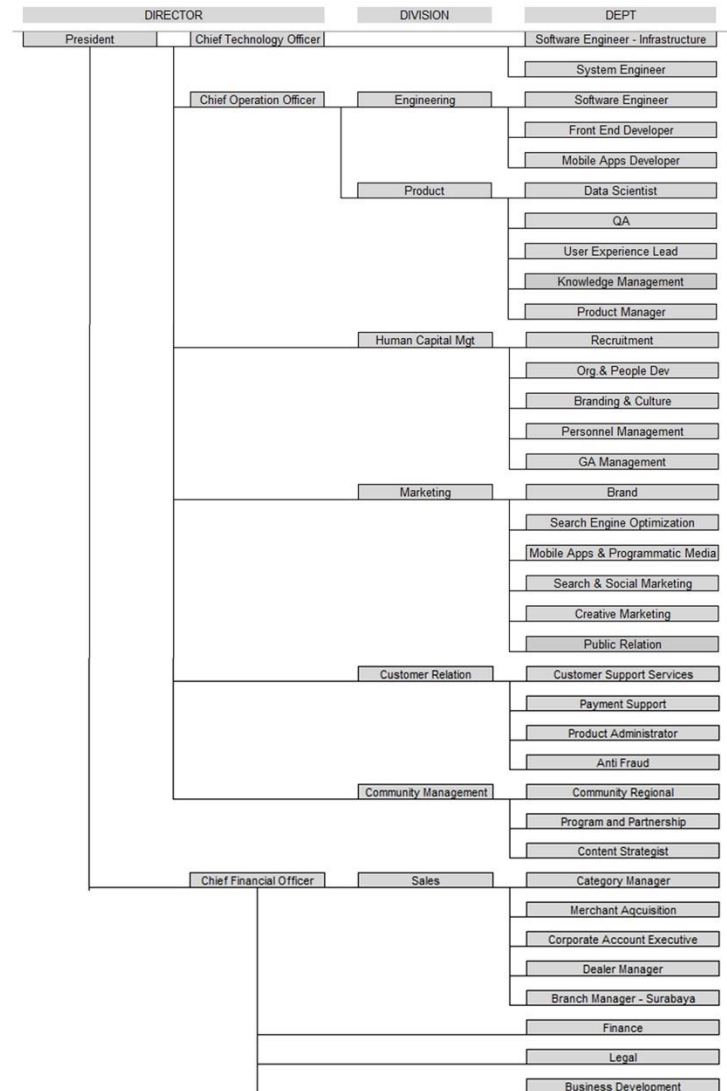 DIRECTOR DIVISION DEPT
President Chief Technology Officer Software Engineer - Infrastructure
System Engineer
Chief Operation Officer Engineering Software Engineer
Front End Developer
Mobile Apps Developer
Product Data Scientist
QA
User Experience Lead
Knowledge Management
Product Manager
Human Capital Mgt Recruitment
Org.& People Dev
Branding & Culture
Personnel Management
GA Management
Marketing Brand
Search Engine Optimization
Mobile Apps & Programmatic Media
Search & Social Marketing
Creative Marketing
Public Relation
Customer Relation Customer Support Services
Payment Support
Product Administrator
Anti Fraud
Community Management Community Regional
Program and Partnership
Content Strategist
Chief Financial Officer Sales Category Manager
Merchant Aqcuisition
Corporate Account Executive
Dealer Manager
Branch Manager - Surabaya
Finance
Legal
Business Development